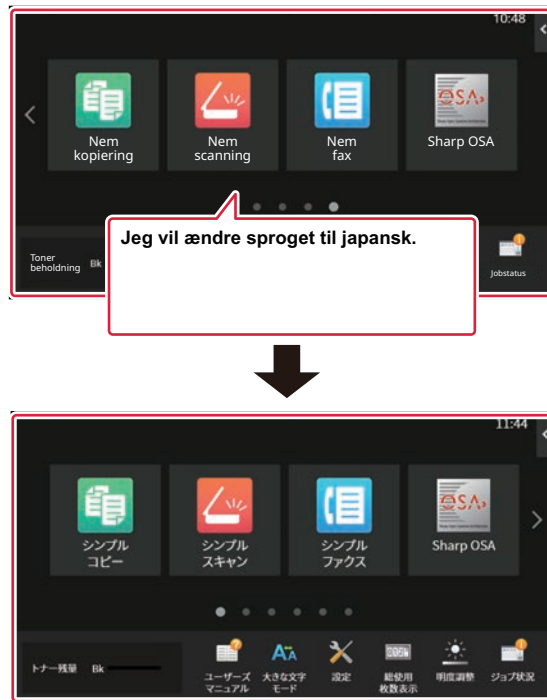 10:48
Nem
kopiering
Nem
scanning
Nem
fax
Sharp OSA
Jeg vil ændre sproget til japansk.
Toner
beholdning
Bk
Jobstatus
11:44
シンプル
コピー
シンプル
スキャン
シンプル
ファクス
Sharp OSA
トナー残量
Bk
ユーザーズ
マニュアル
大きな文字
モード
設定
総使用
枚数表示
明度調整
ジョブ状況